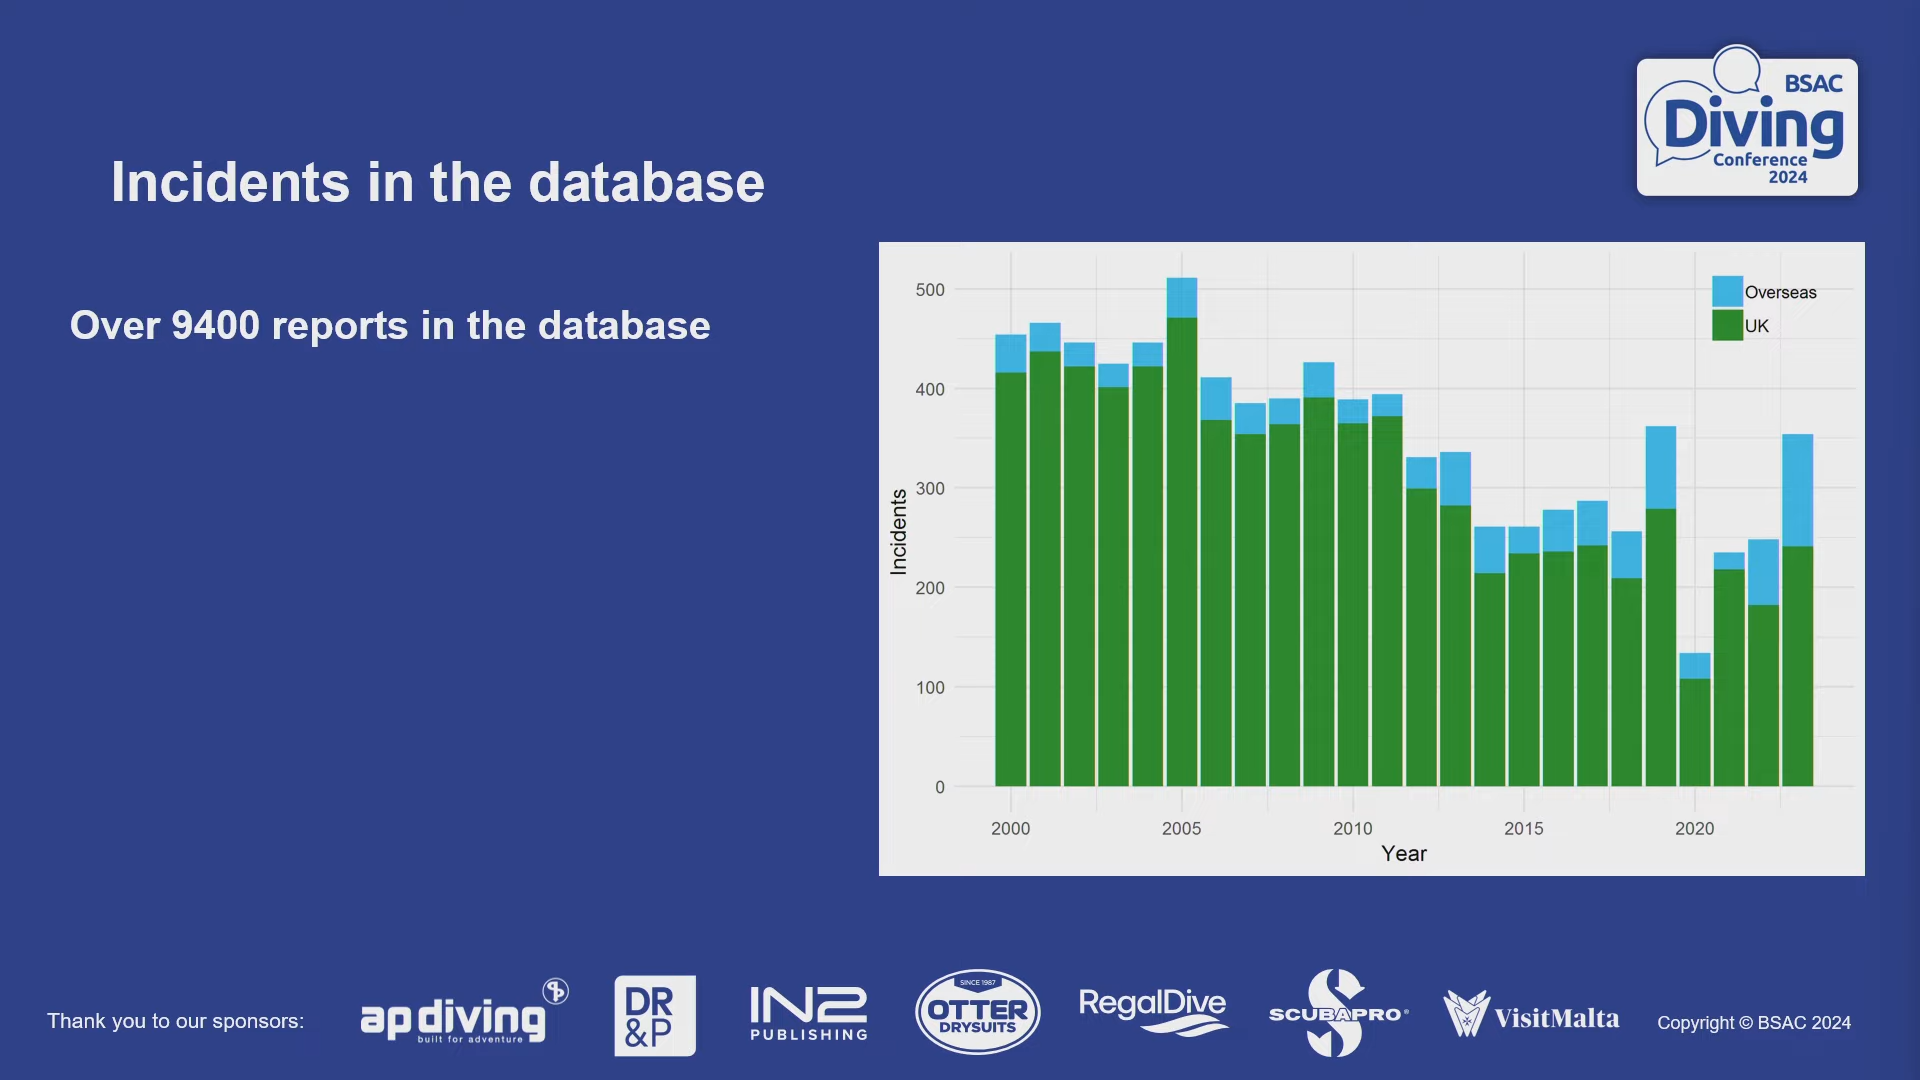 BSAC
Diving
Conference
2024
Incidents in the database
Over 9400 reports in the database
Overseas
UK
500
400
300
200
100
0
Incidents
2000 2005 2010 2015 2020
Year
Thank you to our sponsors:
apdiving
built for adventure
DR
&P
IN2
PUBLISHING
SINCE 1987
OTTER
DRYSUITS
RegalDive
SCUBAPRO®
VisitMalta
Copyright © BSAC 2024